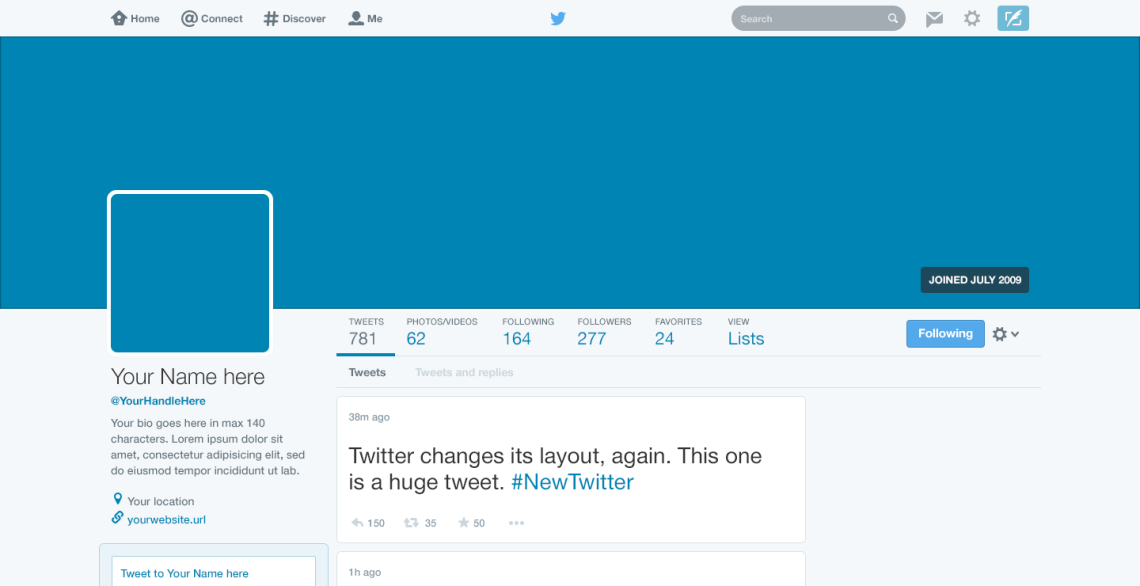 Home Connect Discover Me Search
JOINED JULY 2009
TWEETS PHOTOS/VIDEOS FOLLOWING FOLLOWERS FAVORITES VIEW
781 62 164 277 24 Lists
Following
Tweets Tweets and replies
Your Name here
@YourHandleHere
Your bio goes here in max 140
characters. Lorem ipsum dolor sit
amet, consectetur adipisicing elit, sed
do eiusmod tempor incididunt ut lab.
Your location
yourwebsite.url
Tweet to Your Name here
38m ago
Twitter changes its layout, again. This one
is a huge tweet. #NewTwitter
150 35 50
1h ago